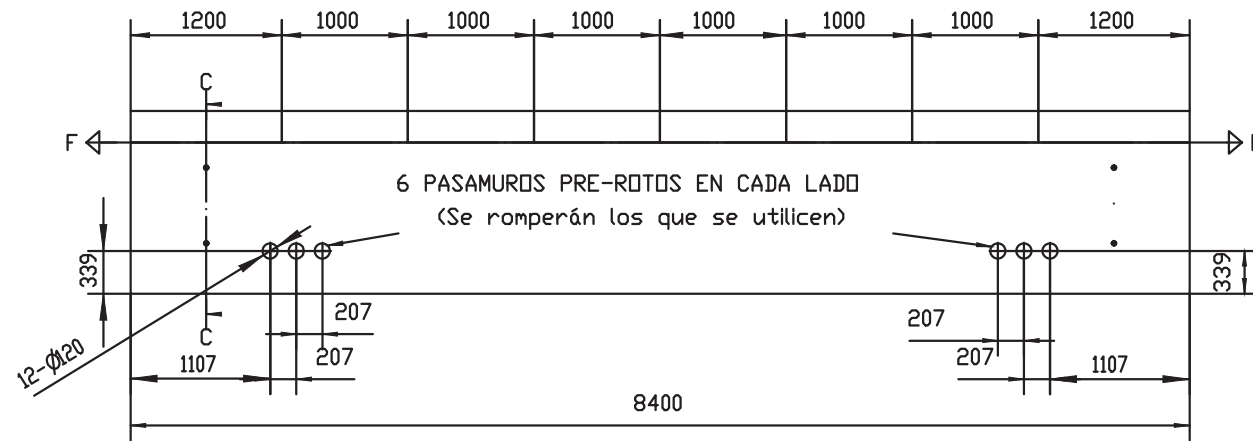 1200 1000 1000 1000 1000 1000 1000 1200
C
F
6 PASAMUROS PRE-ROTOS EN CADA LADO
(Se romperán los que se utilicen)
339 339
207 207
C
12-Ø120
207 207
1107 1107
8400